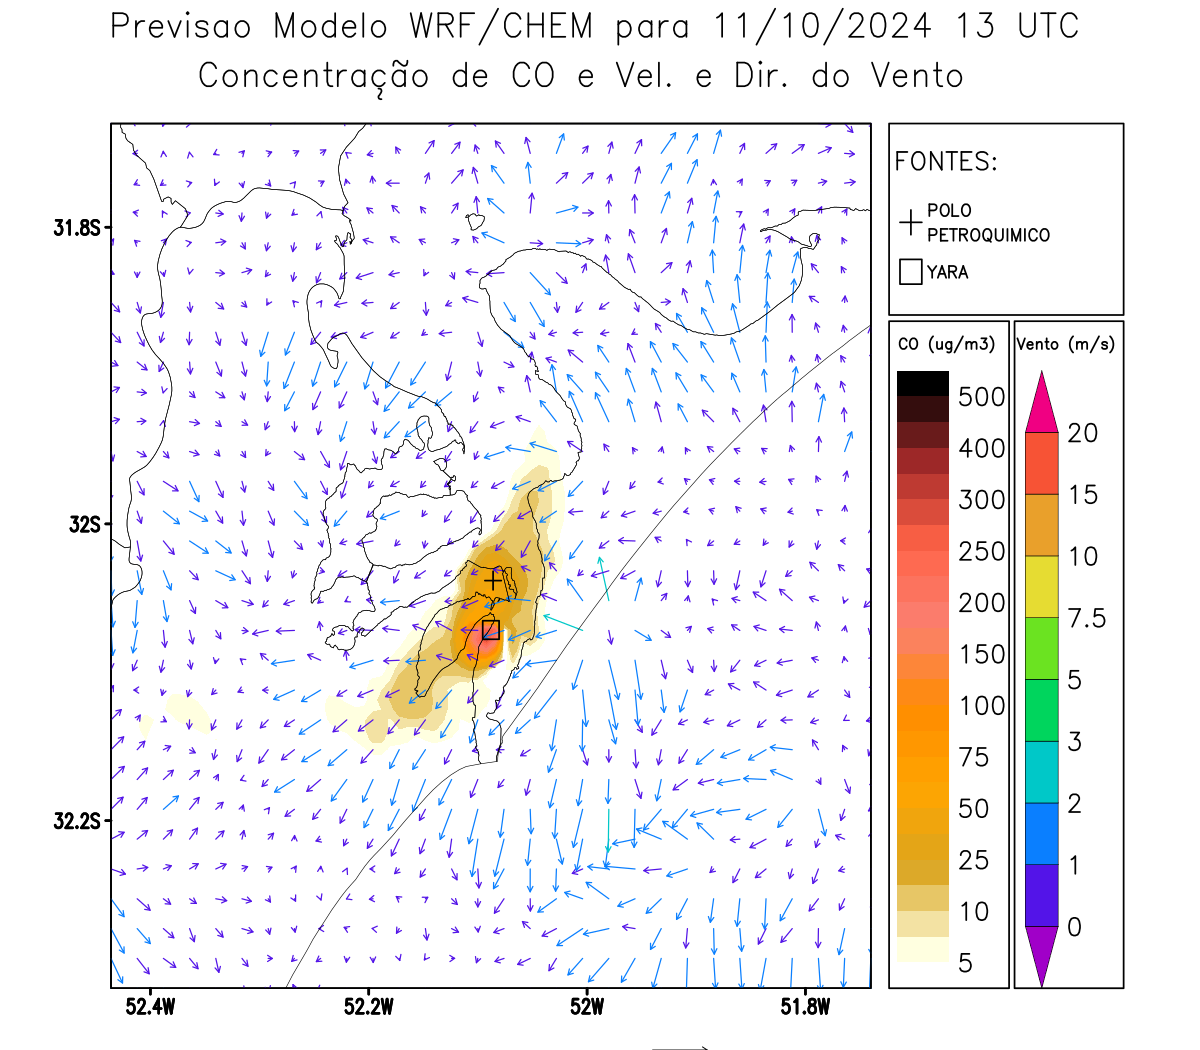 Previsao Modelo WRF/CHEM para 11/10/2024 13 UTC
Concentração de CO e Vel. e Dir. do Vento
FONTES:
POLO
PETROQUIMICO
YARA
CO (ug/m3)
500
400
300
250
200
150
100
75
50
25
10
5
Vento (m/s)
20
15
10
7.5
5
3
2
1
0
31.8S
32S
32.2S
52.4W 52.2W 52W 51.8W